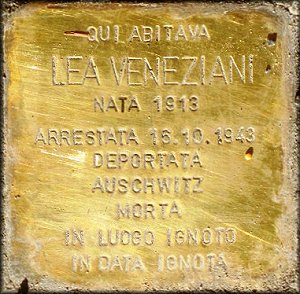 QUI ABITAVA
LEA VENEZIANI
NATA 1913
ARRESTATA 16.10.1943
DEPORTATA
AUSCHWITZ
MORTA
IN LUOGO IGNOTO
IN DATA IGNOTA